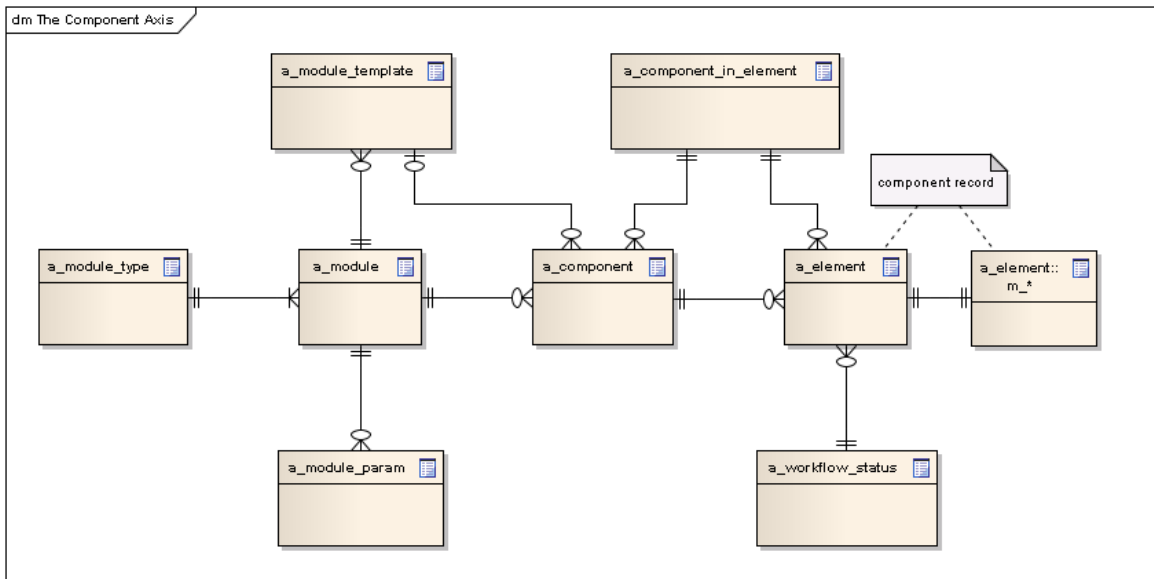 dm The Component Axis
a_module_template
a_component_in_element
component record
a_module_type
a_module
a_component
a_element
a_element::
m_*
a_module_param
a_workflow_status